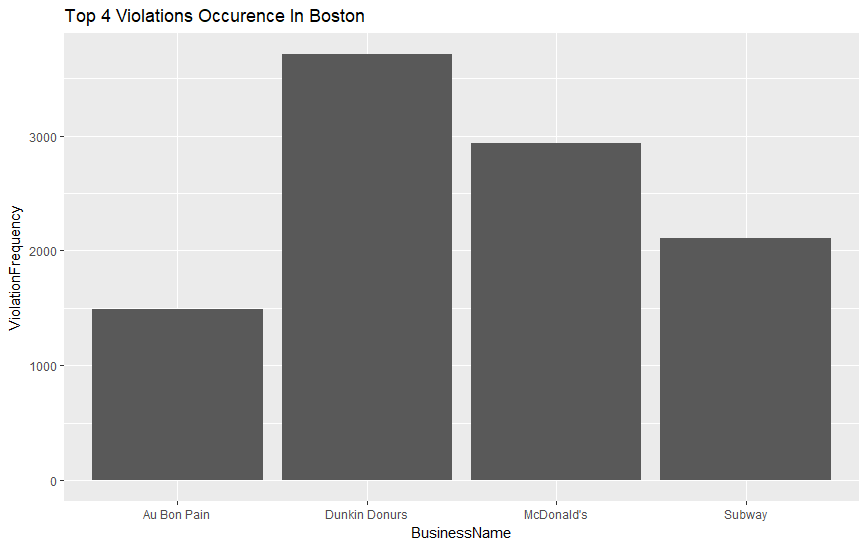 Top 4 Violations Occurence In Boston
ViolationFrequency
3000
2000
1000
0
Au Bon Pain
Dunkin Donurs
McDonald's
Subway
BusinessName